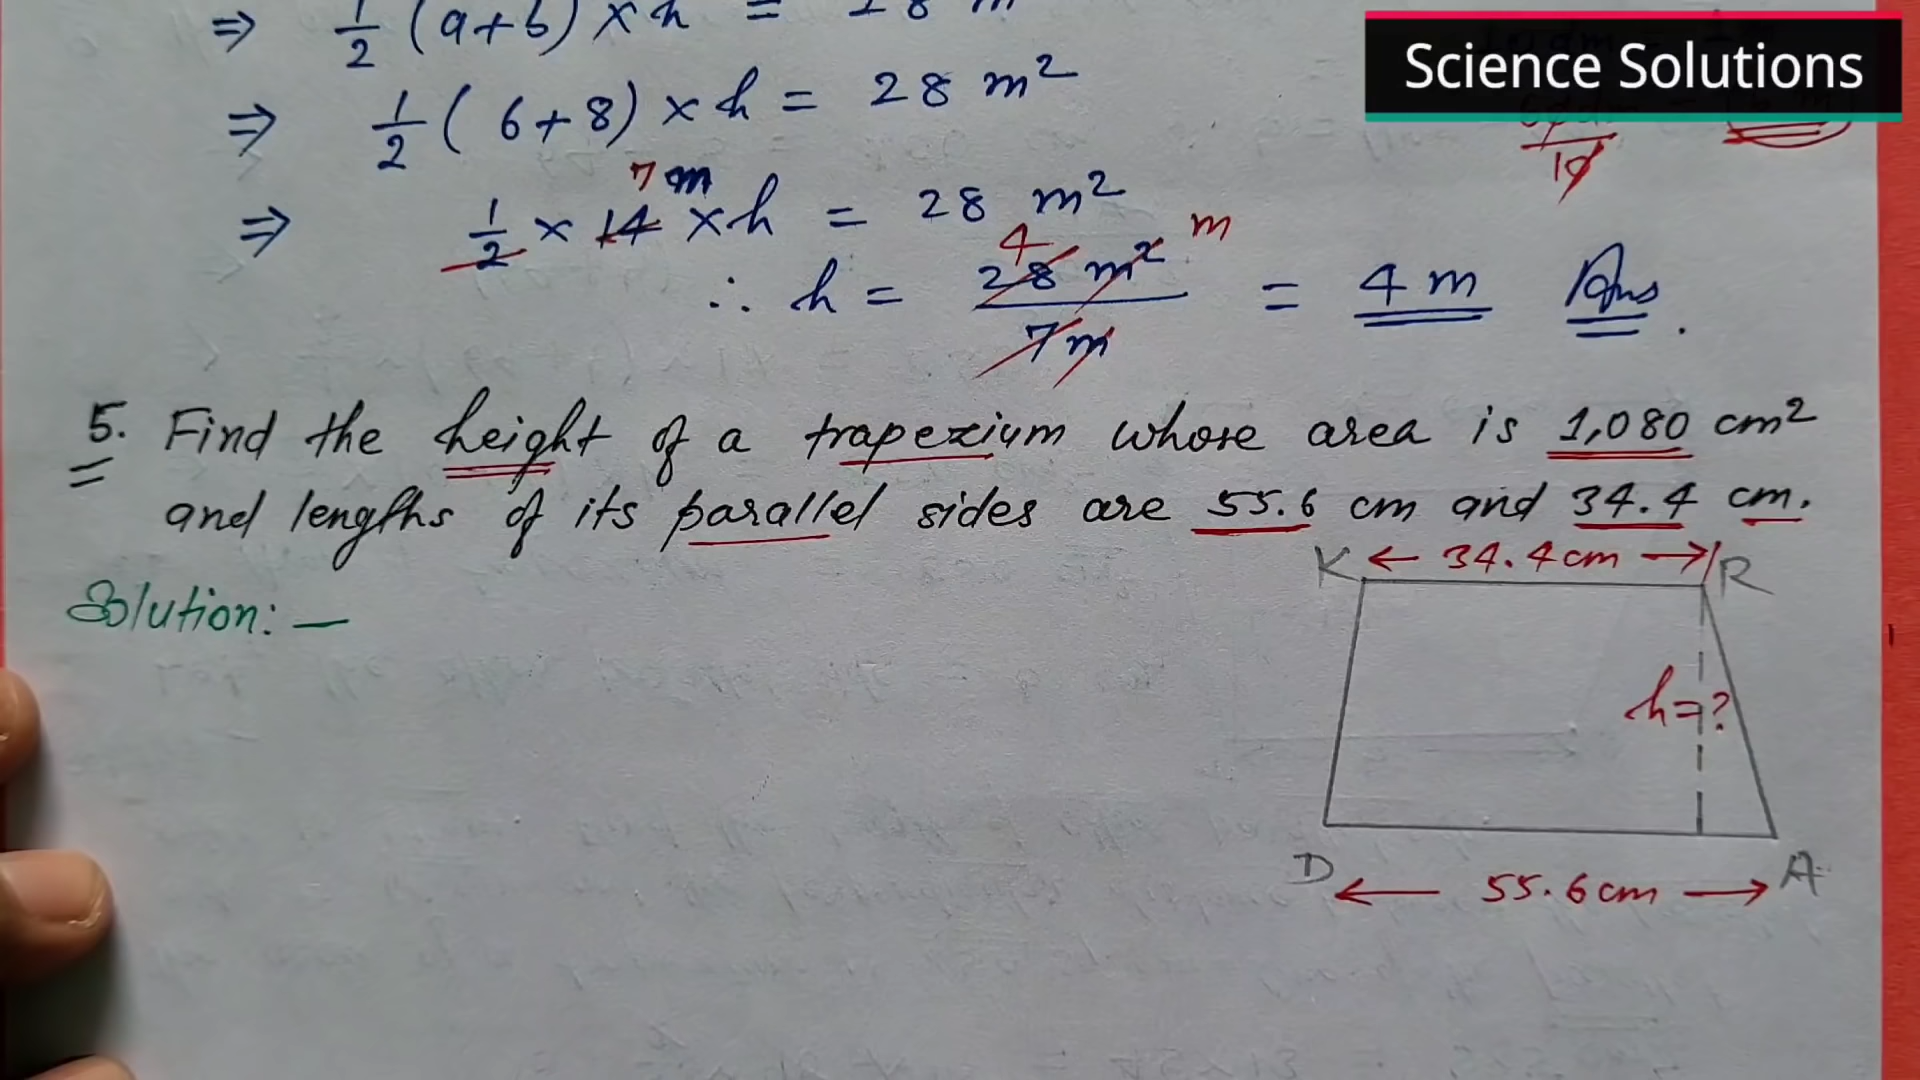 ⇒ 1/2 (a+b) × h = 28 m
Science Solutions
⇒ 1/2 ( 6+8) × h = 28 m²
10
7 m
⇒ 1/2 × 14 × h = 28 m²
4 m
∴ h = 28 m² / 7 m = 4 m Ans.
5. Find the height of a trapezium whose area is 1,080 cm²
and lengths of its parallel sides are 55.6 cm and 34.4 cm.
K ← 34.4 cm → R
Solution: —
h=?
D A
← 55.6 cm →